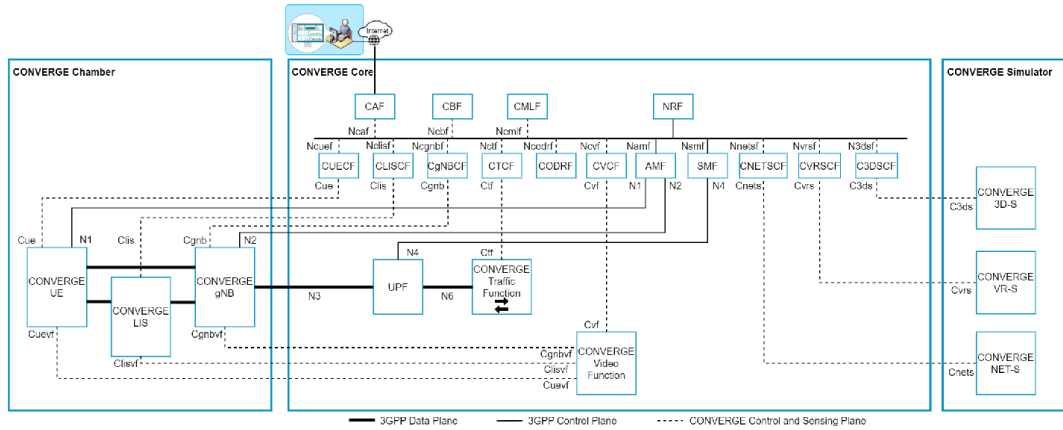 Internet
CONVERGE Chamber
CONVERGE Core
CONVERGE Simulator
CAF
CBF
CMLF
NRF
Ncaf
Ncbf
Ncmlf
Ncuef
Nclisf
Ncgnbf
Nctf
Ncodrf
Ncvf
Namf
Nsmf
Nnetsf
Nvrsf
N3dsf
CUECF
CLISCF
CgNBCF
CTCF
CODRF
CVCF
AMF
SMF
CNETSCF
CVRSCF
C3DSCF
Cue
Clis
Cgnb
Ctf
Cvf
N1
N2
N4
Cnets
Cvrs
C3ds
CONVERGE
3D-S
C3ds
Cue
N1
Clis
Cgnb
N2
N4
Ctf
CONVERGE
UE
CONVERGE
LIS
CONVERGE
gNB
N3
UPF
N6
CONVERGE
Traffic
Function
CONVERGE
VR-S
Cvrs
Cuevf
Clisvf
Cgnbvf
Cvf
Cgnbvf
Clisvf
Cuevf
CONVERGE
Video
Function
CONVERGE
NET-S
Cnets
3GPP Data Plane
3GPP Control Plane
CONVERGE Control and Sensing Plane